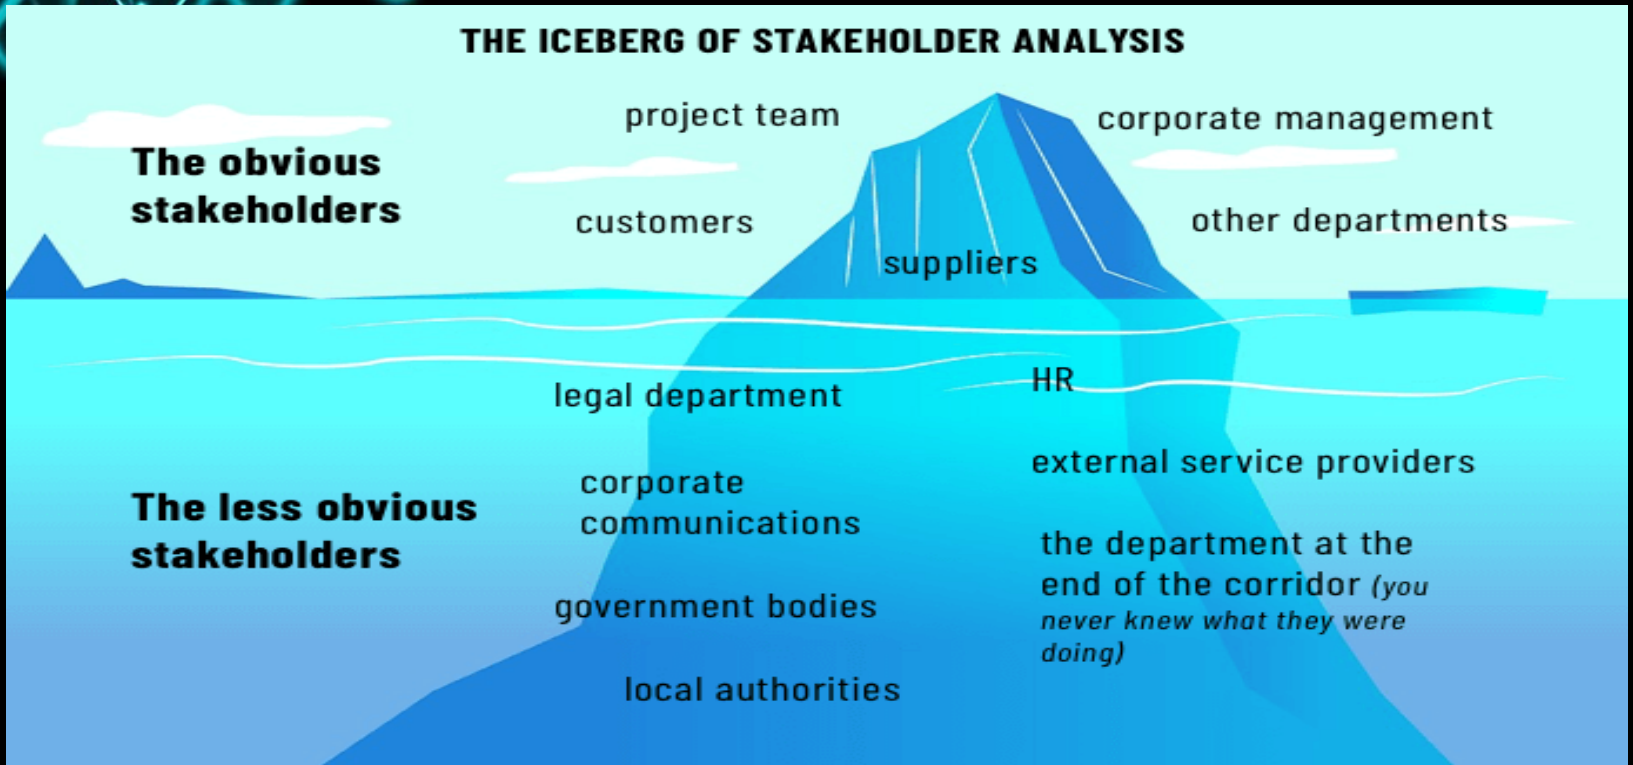 THE ICEBERG OF STAKEHOLDER ANALYSIS
The obvious
stakeholders
project team
corporate management
customers
other departments
suppliers
The less obvious
stakeholders
legal department
HR
corporate
communications
external service providers
government bodies
the department at the
end of the corridor (you
never knew what they were
doing)
local authorities